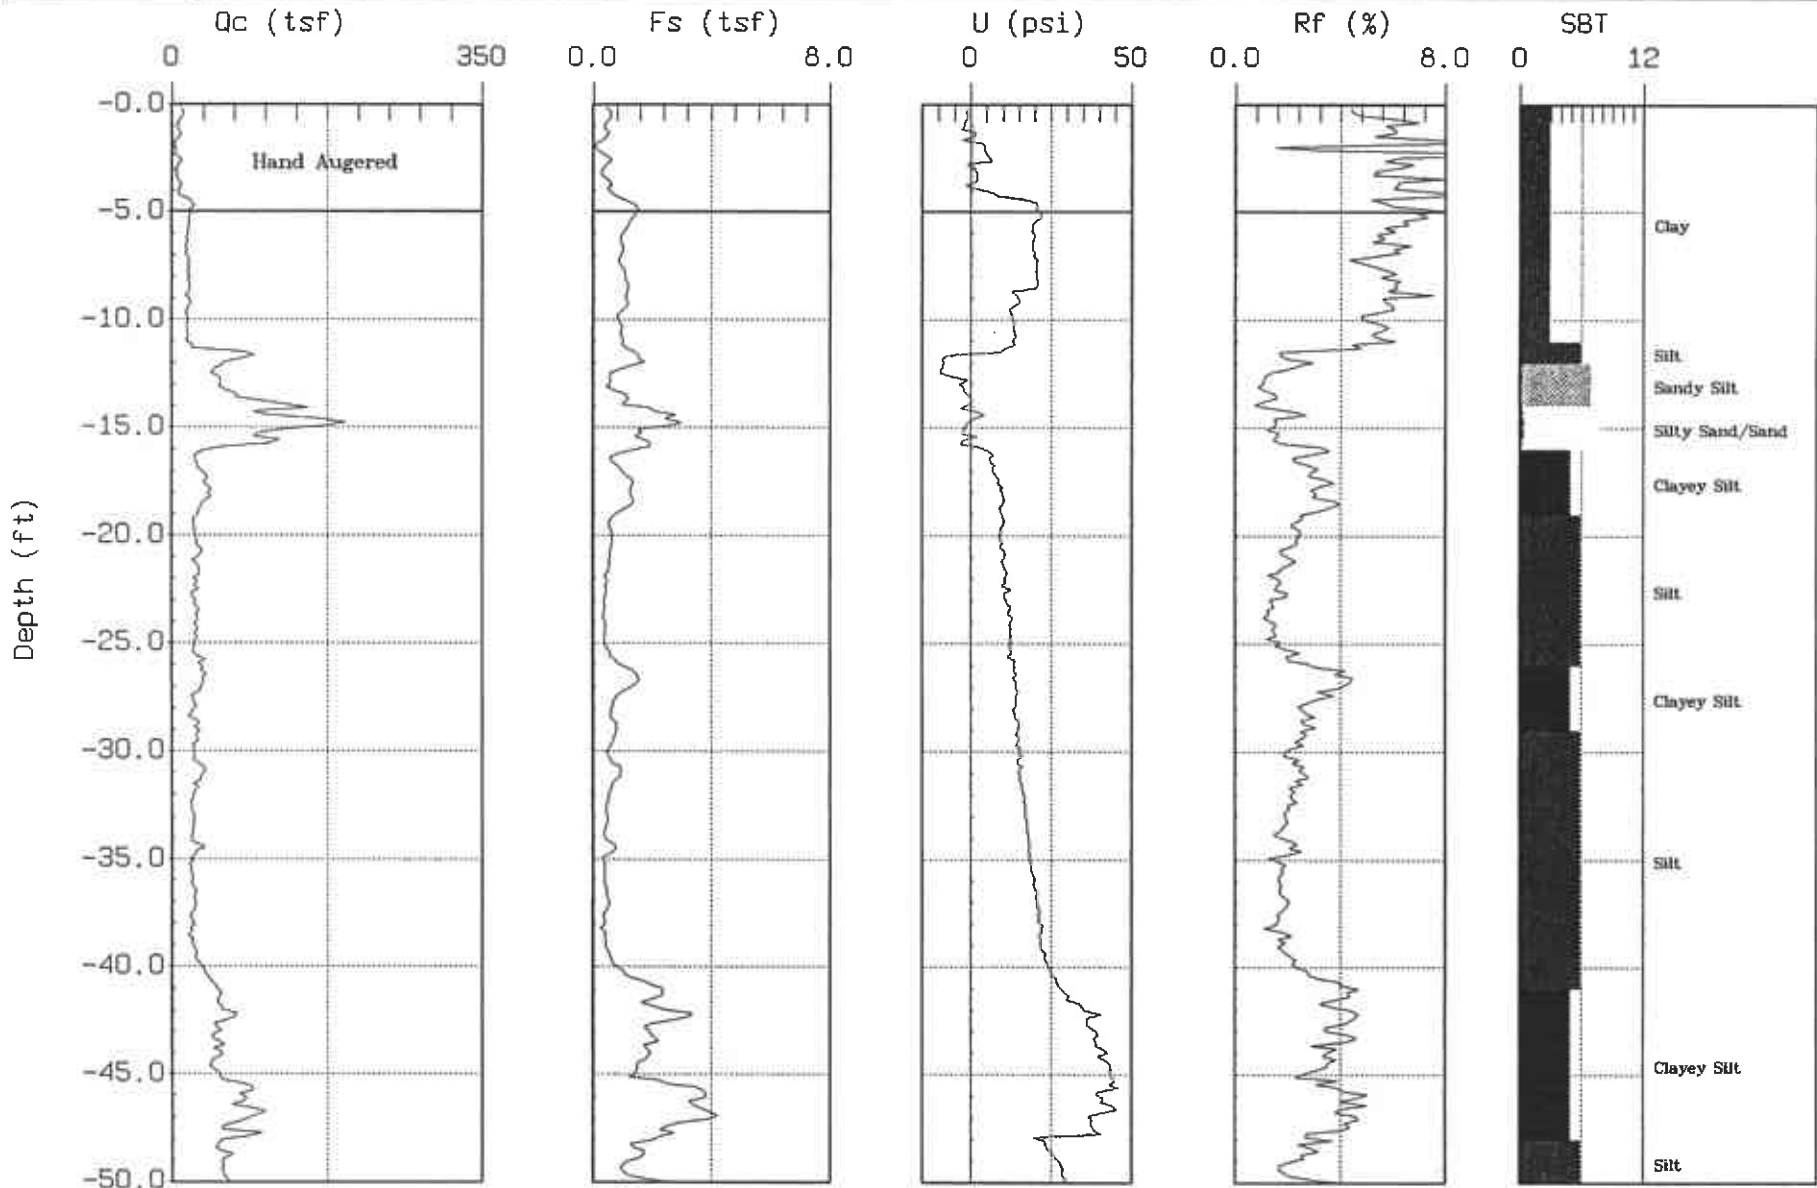 Qc (tsf) Fs (tsf) U (psi) Rf (%) SBT
0 350 0.0 8.0 0 50 0.0 8.0 0 12
-0.0
Hand Augered
-5.0
Clay
-10.0
Silt
Sandy Silt
-15.0 Silty Sand/Sand
Clayey Silt
-20.0
Silt
-25.0
Depth (ft)
Clayey Silt
-30.0
-35.0 Silt
-40.0
-45.0 Clayey Silt
-50.0 Silt